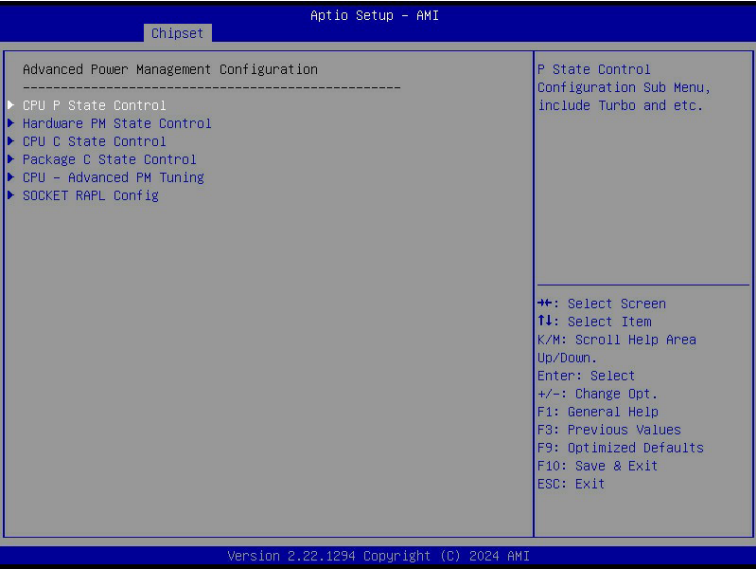 Aptio Setup – AMI
Chipset
Advanced Power Management Configuration
--------------------------------------------------
CPU P State Control
Hardware PM State Control
CPU C State Control
Package C State Control
CPU – Advanced PM Tuning
SOCKET RAPL Config
P State Control
Configuration Sub Menu,
include Turbo and etc.
→←: Select Screen
↑↓: Select Item
K/M: Scroll Help Area
Up/Down.
Enter: Select
+/-: Change Opt.
F1: General Help
F3: Previous Values
F9: Optimized Defaults
F10: Save & Exit
ESC: Exit
Version 2.22.1294 Copyright (C) 2024 AMI